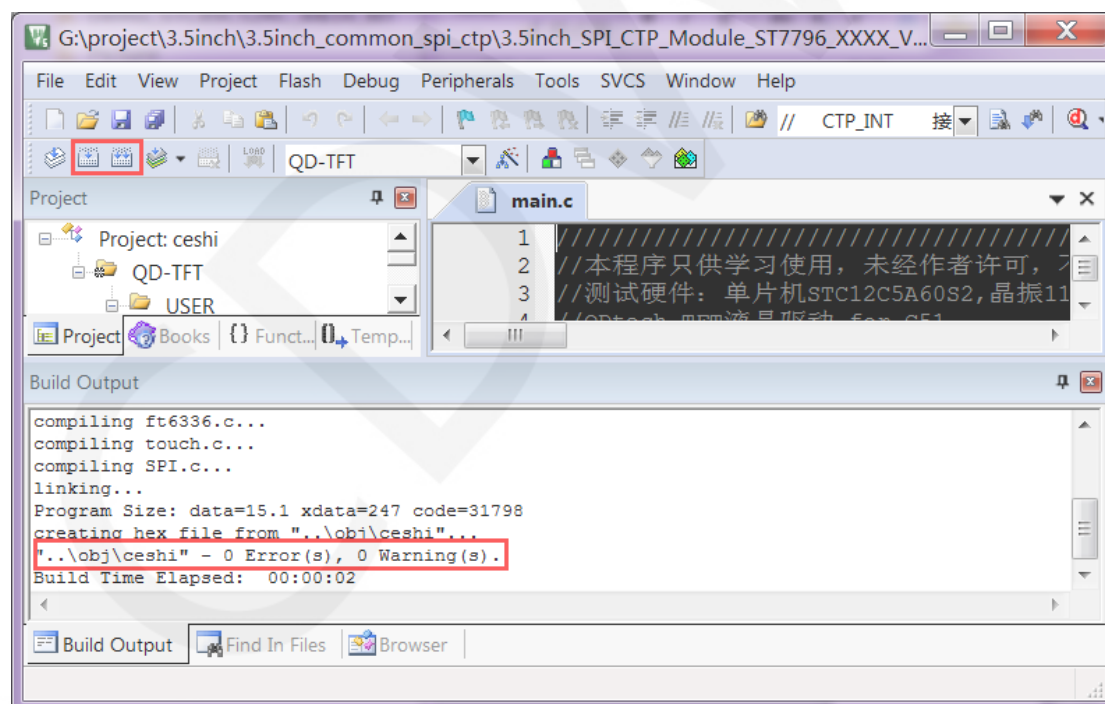 G:\project\3.5inch\3.5inch_common_spi_ctp\3.5inch_SPI_CTP_Module_ST7796_XXXX_V...
File Edit View Project Flash Debug Peripherals Tools SVCS Window Help
// CTP_INT 接
LOAD QD-TFT
Project
main.c
Project: ceshi
QD-TFT
USER
1 ////////////////////////////////////
2 //本程序只供学习使用，未经作者许可，
3 //测试硬件：单片机STC12C5A60S2,晶振11
Project Books {} Funct... 0 Temp...
Build Output
compiling ft6336.c...
compiling touch.c...
compiling SPI.c...
linking...
Program Size: data=15.1 xdata=247 code=31798
creating hex file from "..\obj\ceshi"...
"..\obj\ceshi" - 0 Error(s), 0 Warning(s).
Build Time Elapsed: 00:00:02
Build Output Find In Files Browser